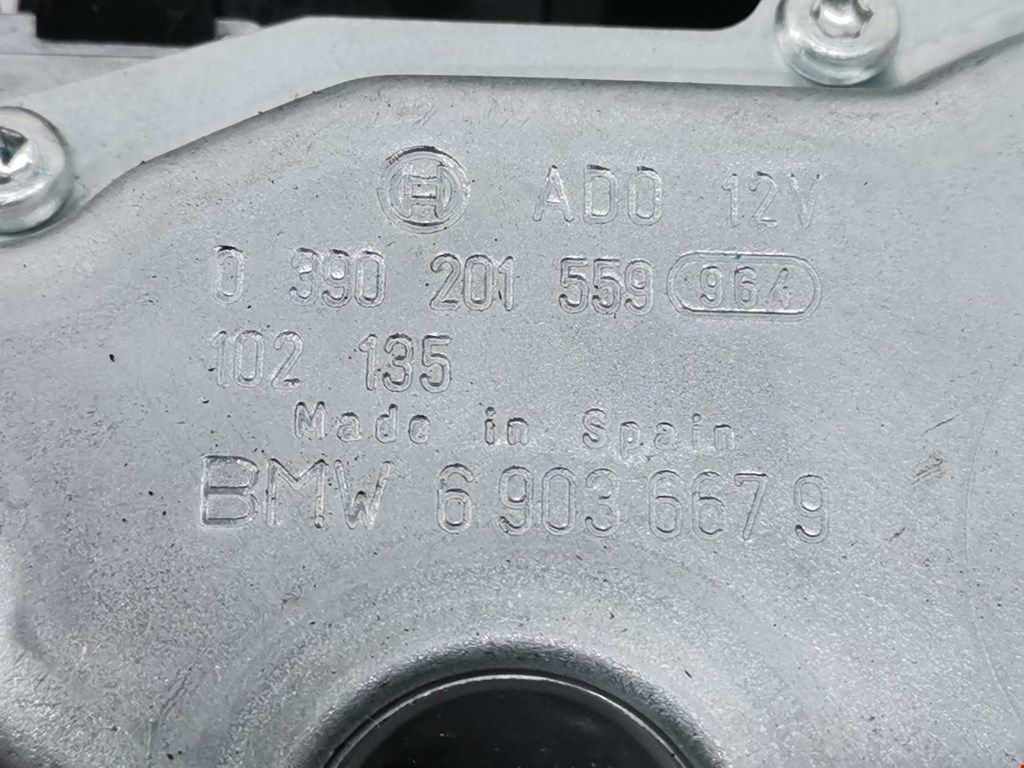 ADO 12V
0 390 201 559 964
102 135
Made in Spain
BMW 6 903 667 9